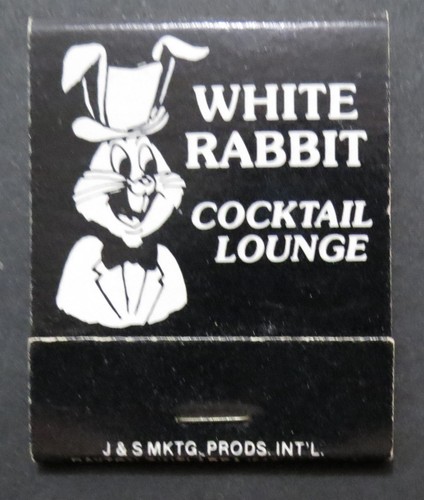 WHITE
RABBIT
COCKTAIL
LOUNGE
J & S MKTG. PRODS. INT'L.